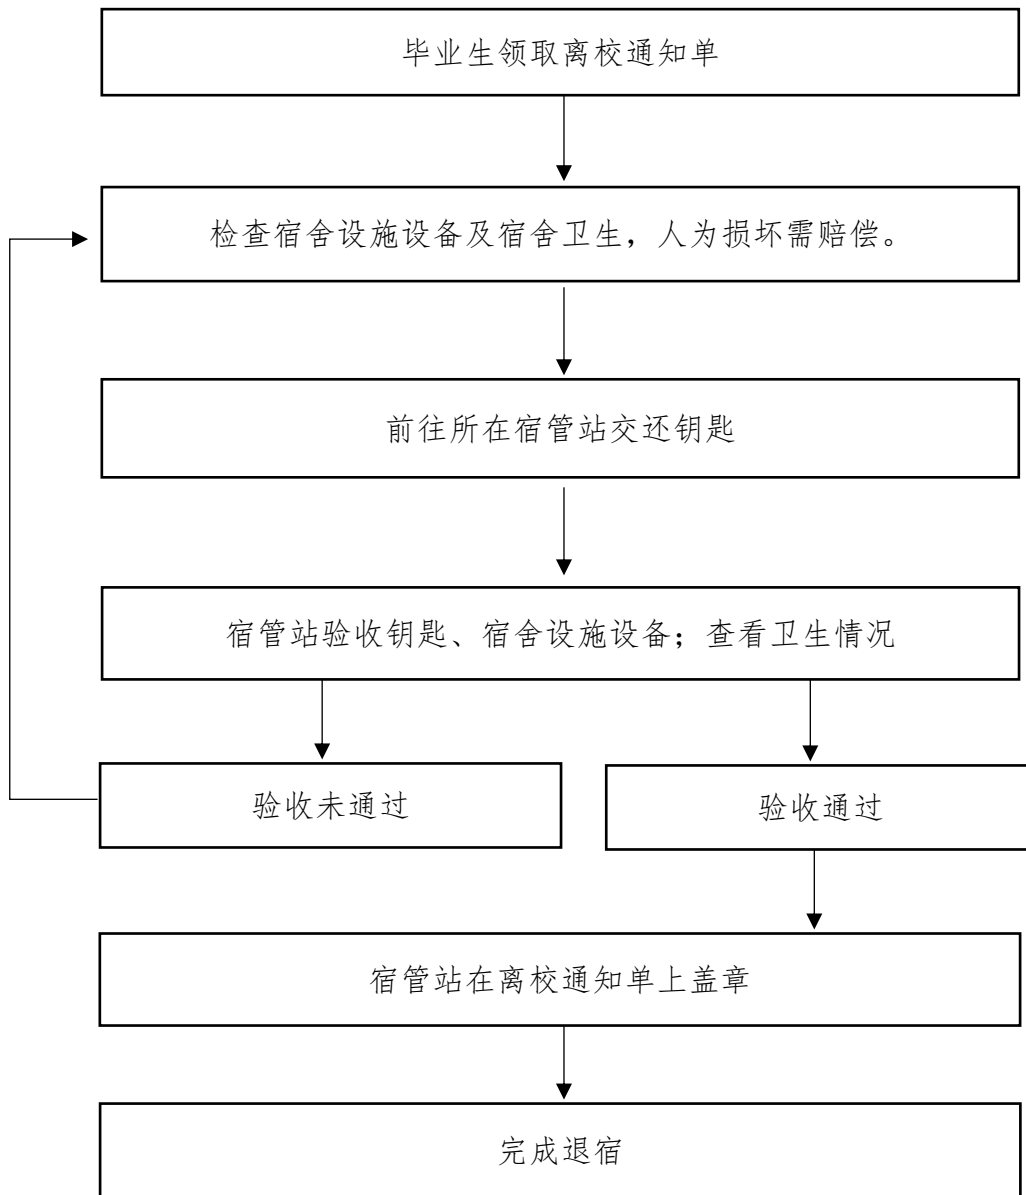 毕业生领取离校通知单
检查宿舍设施设备及宿舍卫生，人为损坏需赔偿。
前往所在宿管站交还钥匙
宿管站验收钥匙、宿舍设施设备；查看卫生情况
验收未通过
验收通过
宿管站在离校通知单上盖章
完成退宿